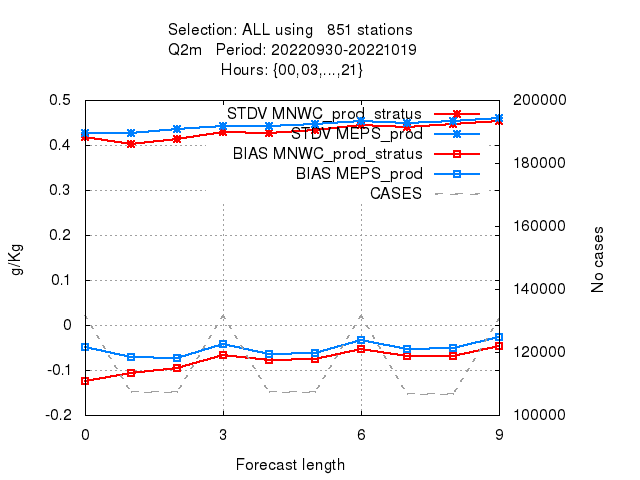 Selection: ALL using   851 stations
Q2m   Period: 20220930-20221019
Hours: {00,03,...,21}
0.5 200000
STDV MNWC_prod_stratus
STDV MEPS_prod
0.4 180000
BIAS MNWC_prod_stratus
BIAS MEPS_prod
0.3 CASES
160000
0.2
g/Kg No cases
0.1 140000
0
120000
-0.1
-0.2 100000
0 3 6 9
Forecast length